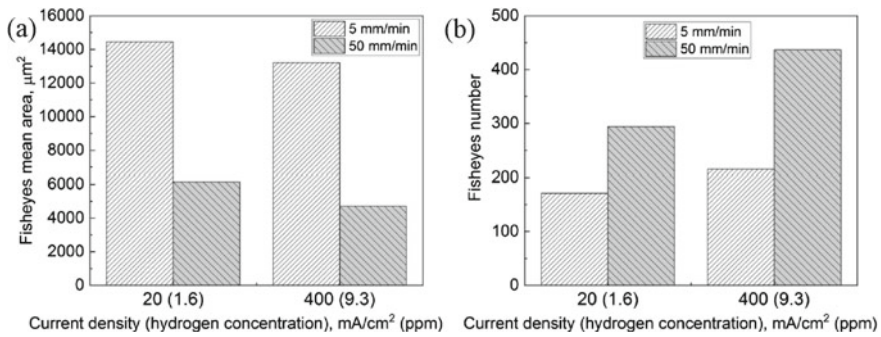 (a)
16000
14000
12000
10000
8000
6000
4000
2000
0
Fisheyes mean area, μm²
5 mm/min
50 mm/min
20 (1.6)
400 (9.3)
Current density (hydrogen concentration), mA/cm² (ppm)
(b)
500
400
300
200
100
0
Fisheyes number
5 mm/min
50 mm/min
20 (1.6)
400 (9.3)
Current density (hydrogen concentration), mA/cm² (ppm)